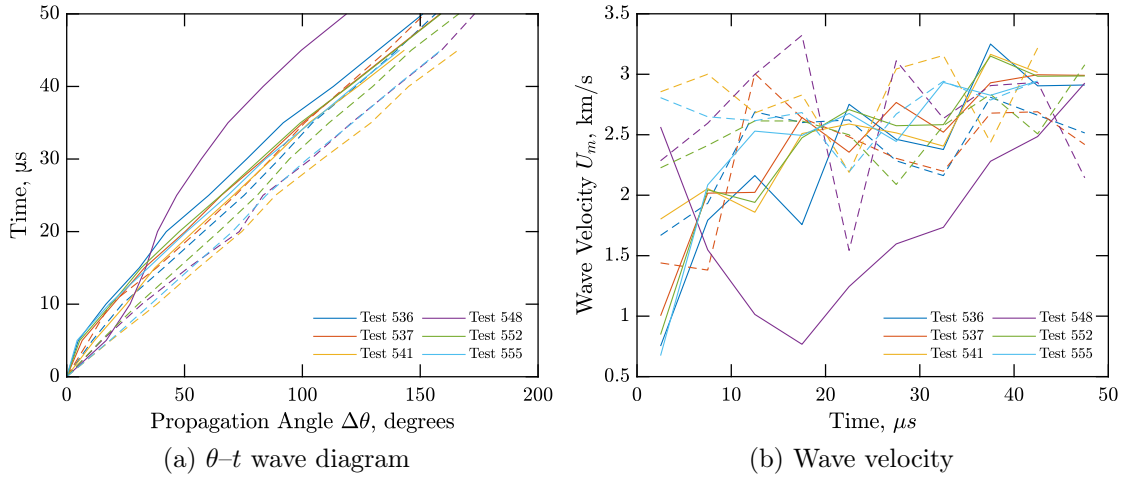 50
40
30
20
10
0
Time, μs
0
50
100
150
200
Propagation Angle Δθ, degrees
Test 536
Test 537
Test 541
Test 548
Test 552
Test 555
(a) θ–t wave diagram
3.5
3
2.5
2
1.5
1
0.5
Wave Velocity Um, km/s
0
10
20
30
40
50
Time, μs
Test 536
Test 537
Test 541
Test 548
Test 552
Test 555
(b) Wave velocity